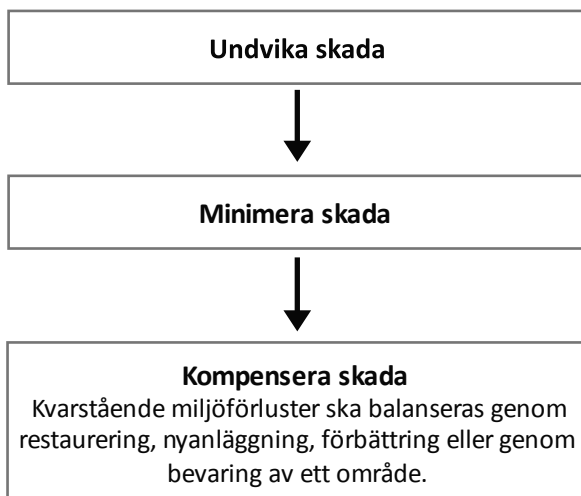 Undvika skada
Minimera skada
Kompensera skada
Kvarstående miljöförluster ska balanseras genom
restaurering, nyanläggning, förbättring eller genom
bevaring av ett område.